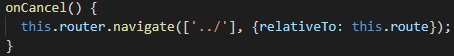 onCancel() {
this.router.navigate(['../'], {relativeTo: this.route});
}